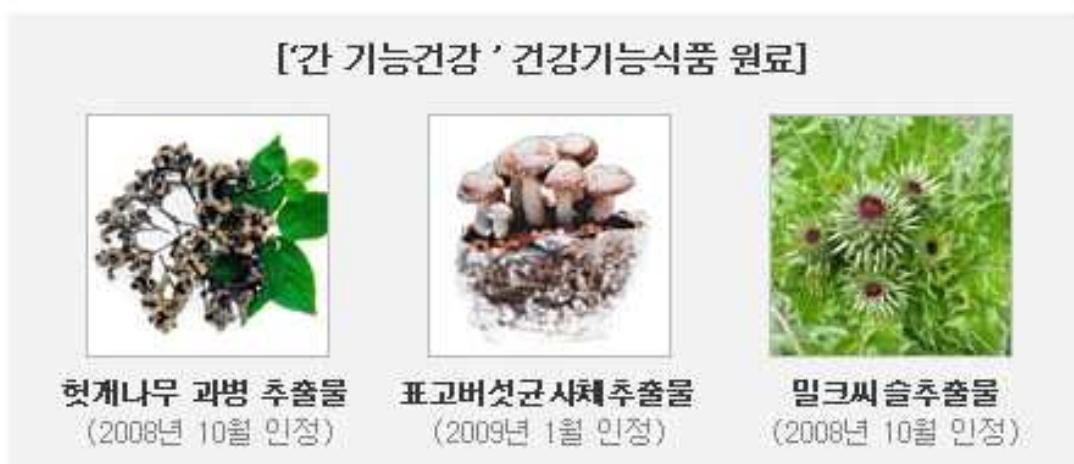 [‘간 기능건강 ’ 건강기능식품 원료]
헛개나무 과병 추출물
(2008년 10월 인정)
표고버섯균사체추출물
(2009년 1월 인정)
밀크씨슬추출물
(2008년 10월 인정)